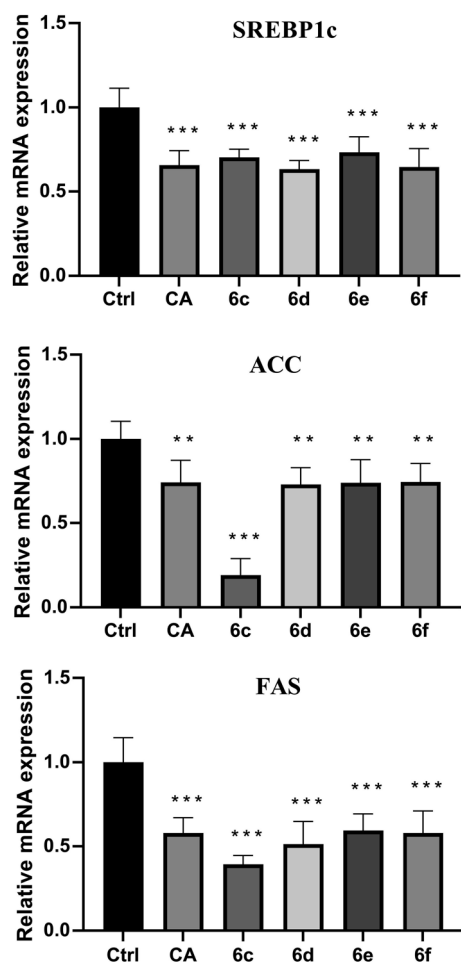 SREBP1c
Relative mRNA expression
1.5
1.0
0.5
0.0
*** *** *** *** ***
Ctrl CA 6c 6d 6e 6f
ACC
Relative mRNA expression
1.5
1.0
0.5
0.0
** *** ** ** **
Ctrl CA 6c 6d 6e 6f
FAS
Relative mRNA expression
1.5
1.0
0.5
0.0
*** *** *** *** ***
Ctrl CA 6c 6d 6e 6f